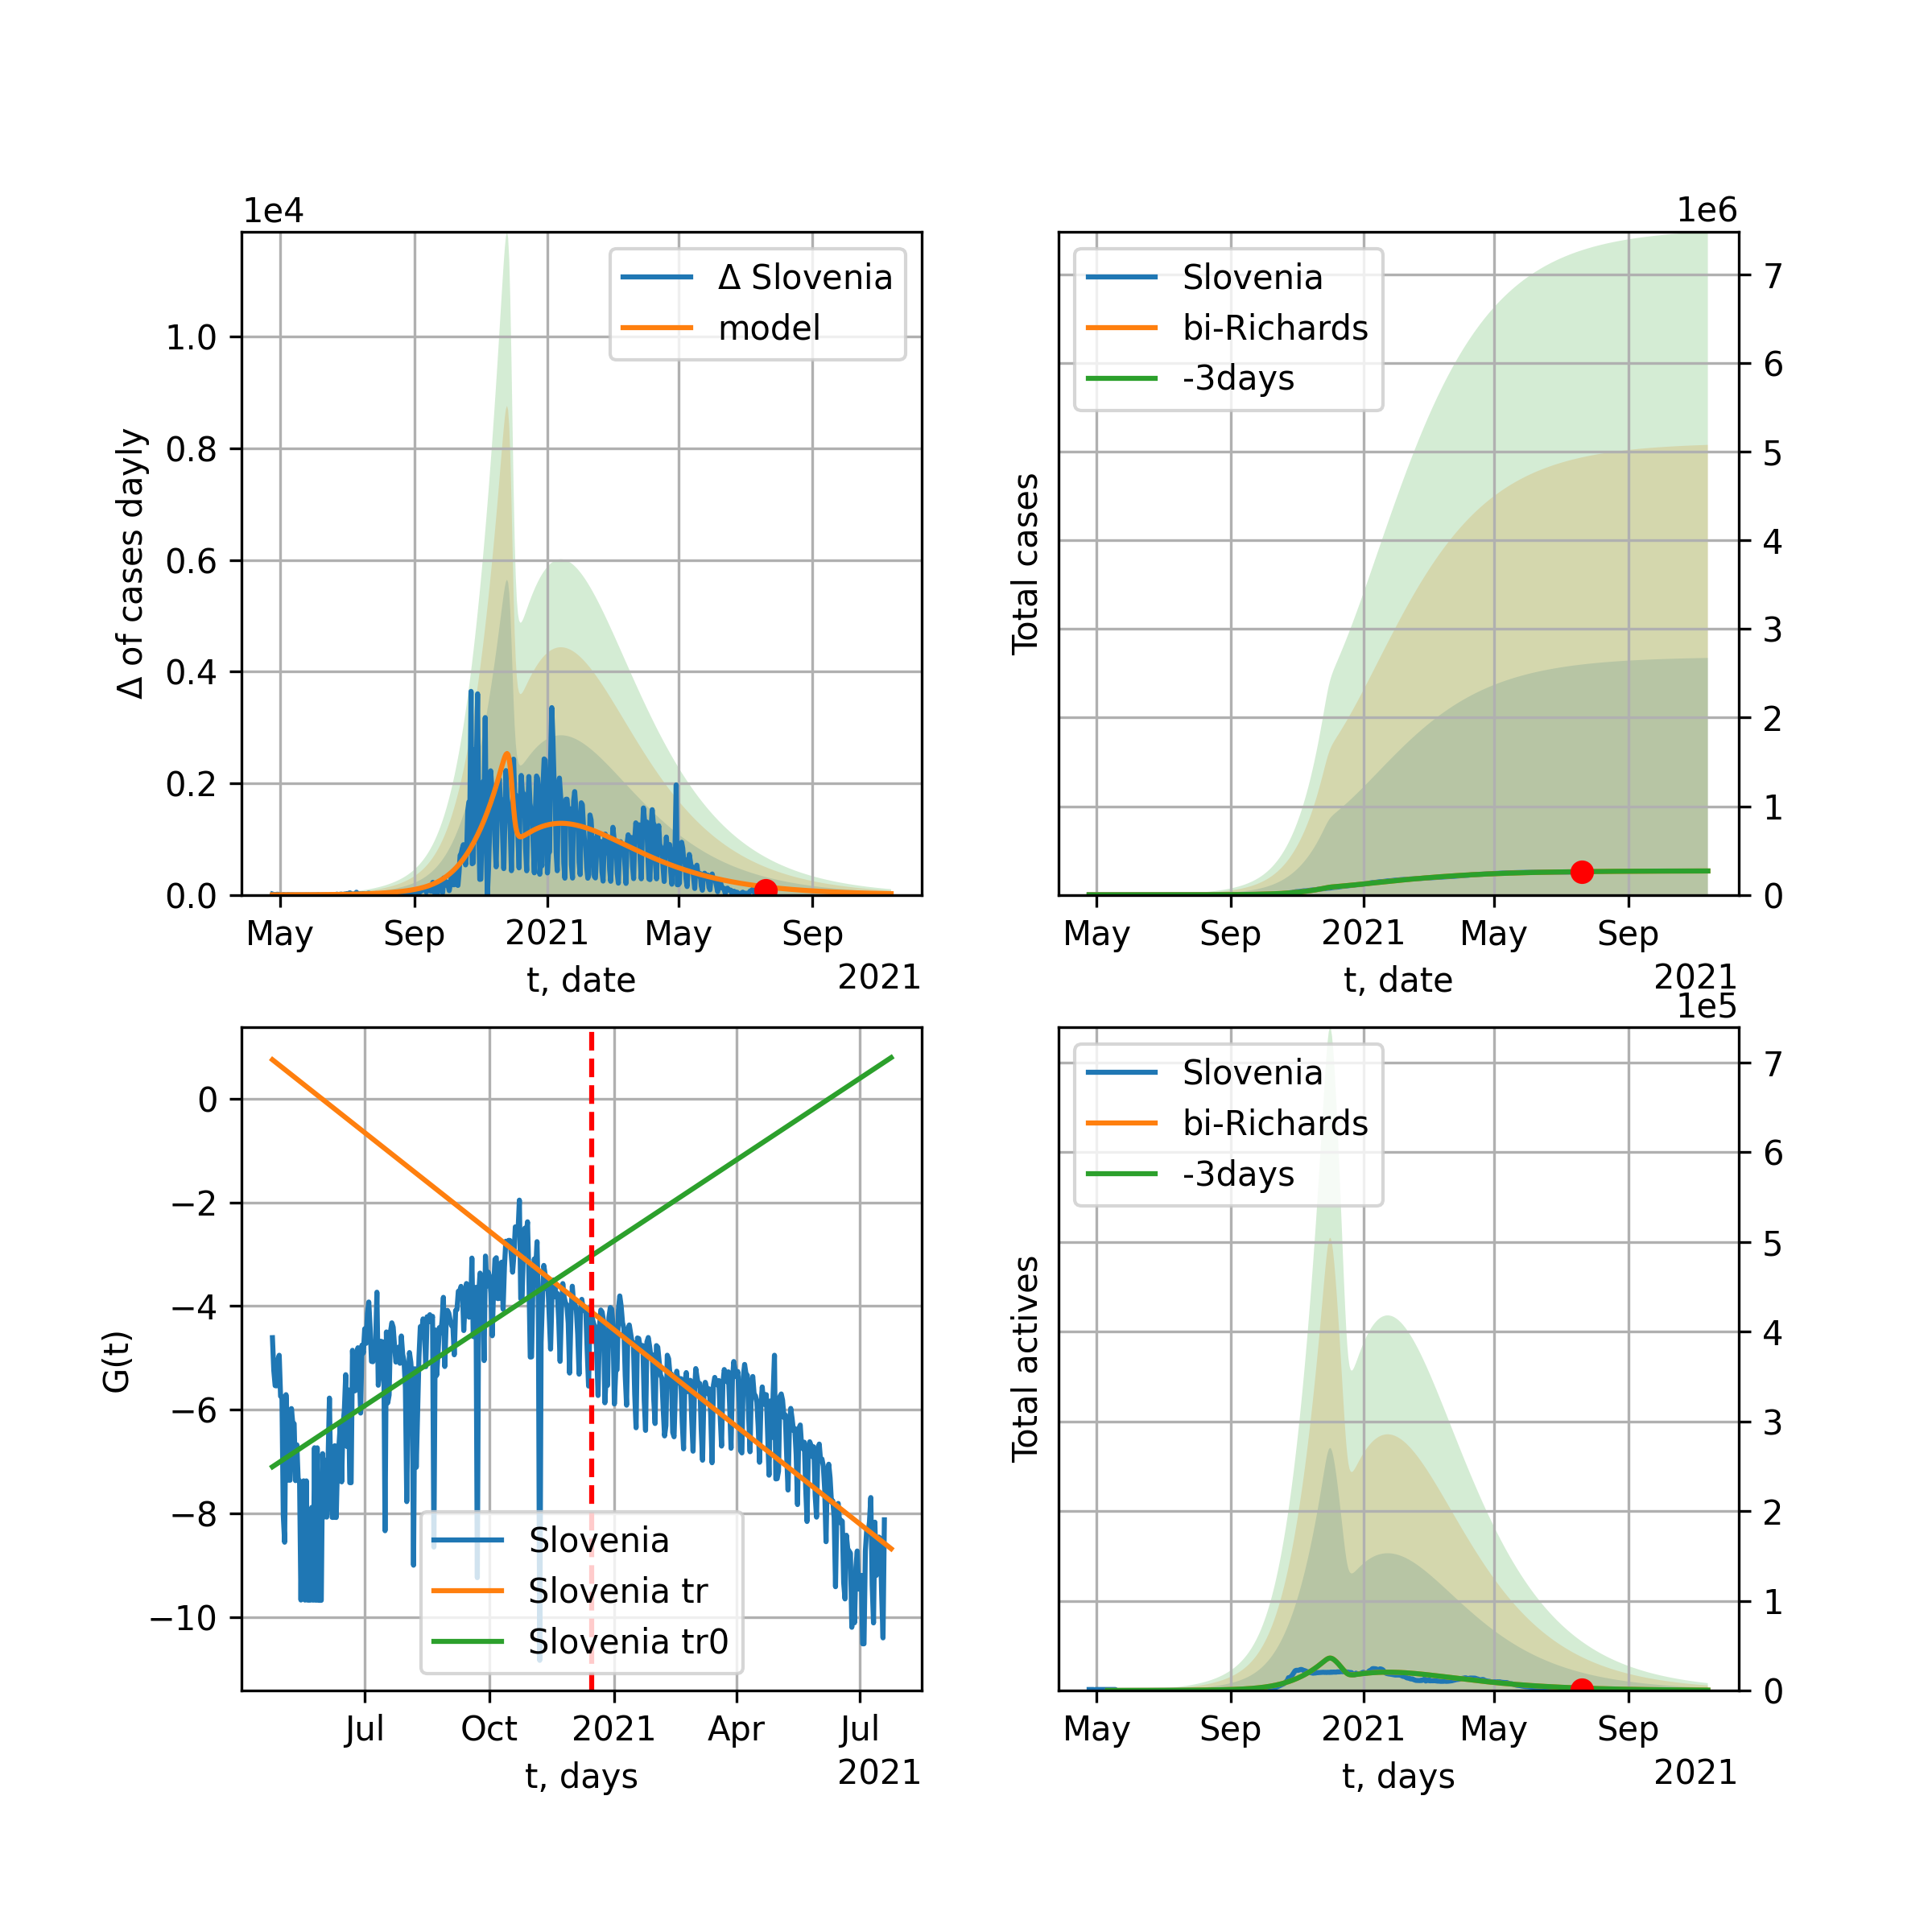 1e4
Δ of cases dayly
1.0
0.8
0.6
0.4
0.2
0.0
Δ Slovenia
model
May Sep 2021 May Sep
t, date
2021
1e6
Total cases
Slovenia
bi-Richards
-3days
7
6
5
4
3
2
1
0
May Sep 2021 May Sep
t, date
2021
G(t)
0
−2
−4
−6
−8
−10
Slovenia
Slovenia tr
Slovenia tr0
Jul Oct 2021 Apr Jul
t, days
2021
1e5
Total actives
Slovenia
bi-Richards
-3days
7
6
5
4
3
2
1
0
May Sep 2021 May Sep
t, days
2021